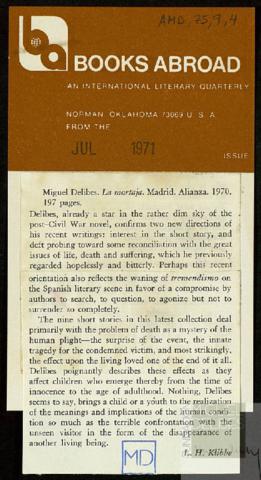 AMD, 75, 9, 4
BOOKS ABROAD
AN INTERNATIONAL LITERARY QUARTERLY
NORMAN, OKLAHOMA 73069 U. S. A.
FROM THE
JUL 1971
ISSUE
Miguel Delibes. La mortaja. Madrid. Alianza. 1970.
197 pages.
Delibes, already a star in the rather dim sky of the
post-Civil War novel, confirms two new directions of
his recent writings: interest in the short story, and
deft probing toward some reconciliation with the great
issues of life, death and suffering, which he previously
regarded hopelessly and bitterly. Perhaps this recent
orientation also reflects the waning of tremendismo on
the Spanish literary scene in favor of a compromise by
authors to search, to question, to agonize but not to
surrender so completely.
The nine short stories in this latest collection deal
primarily with the problem of death as a mystery of the
human plight—the surprise of the event, the innate
tragedy for the condemned victim, and most strikingly,
the effect upon the living loved one of the end of it all.
Delibes poignantly describes these effects as they
affect children who emerge thereby from the time of
innocence to the age of adulthood. Nothing, Delibes
seems to say, brings a child or a youth to the realization
of the meanings and implications of the human condi-
tion so much as the terrible confrontation with the
unseen visitor in the form of the disappearance of
another living being.
L. H. Klibbe
MD